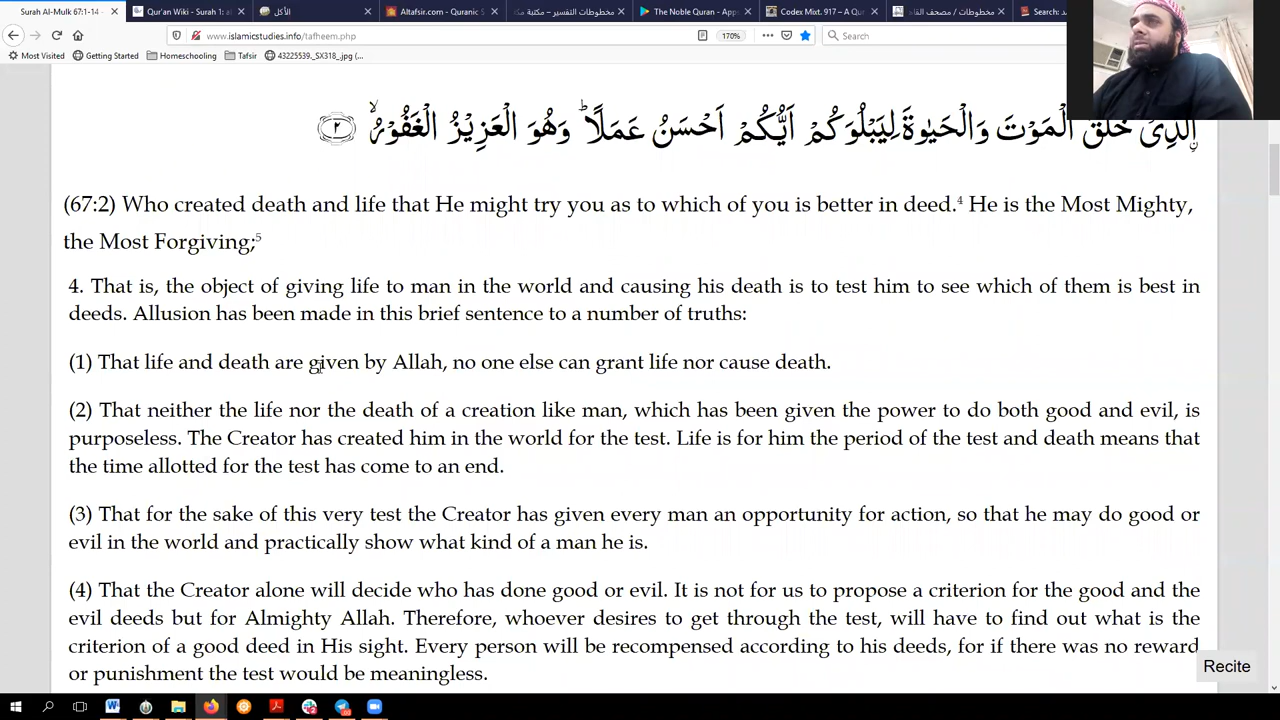 Surah Al-Mulk 67:1-14
Qur'an Wiki - Surah 1: al
الأكل
Altafsir.com - Quranic S
مخطوطات التفسير – مكتبة
The Noble Quran - App
Codex Mixt. 917 – A Qur
مخطوطات / مصحف
Search:
www.islamicstudies.info/tafheem.php
170%
Search
Most Visited
Getting Started
Homeschooling
Tafsir
43225539._SX318_.jpg (...
الَّذِىْ خَلَقَ الْمَوْتَ وَالْحَيٰوةَ لِيَبْلُوَكُمْ اَيُّكُمْ اَحْسَنُ عَمَلًا ؕ وَهُوَ الْعَزِيْزُ الْغَفُوْرُ ۙ ﴿۲﴾
(67:2) Who created death and life that He might try you as to which of you is better in deed.4 He is the Most Mighty,
the Most Forgiving;5
4. That is, the object of giving life to man in the world and causing his death is to test him to see which of them is best in
deeds. Allusion has been made in this brief sentence to a number of truths:
(1) That life and death are given by Allah, no one else can grant life nor cause death.
(2) That neither the life nor the death of a creation like man, which has been given the power to do both good and evil, is
purposeless. The Creator has created him in the world for the test. Life is for him the period of the test and death means that
the time allotted for the test has come to an end.
(3) That for the sake of this very test the Creator has given every man an opportunity for action, so that he may do good or
evil in the world and practically show what kind of a man he is.
(4) That the Creator alone will decide who has done good or evil. It is not for us to propose a criterion for the good and the
evil deeds but for Almighty Allah. Therefore, whoever desires to get through the test, will have to find out what is the
criterion of a good deed in His sight. Every person will be recompensed according to his deeds, for if there was no reward
or punishment the test would be meaningless.
Recite